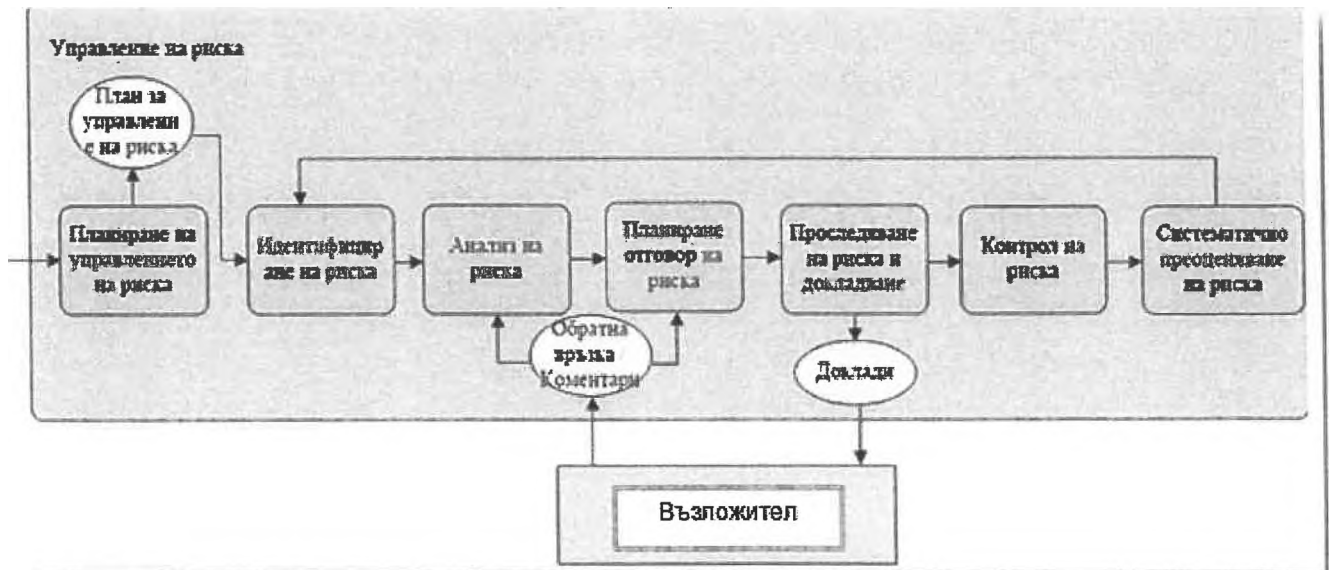 Управление на риска
План за
управлени
е на риска
Планиране на
управлението
на риска
Идентифицир
ане на риска
Анализ на
риска
Планиране
отговор на
риска
Проследяване
на риска и
докладване
Контрол на
риска
Систематично
преоценяване
на риска
Обратна
връзка
Коментари
Доклади
Възложител